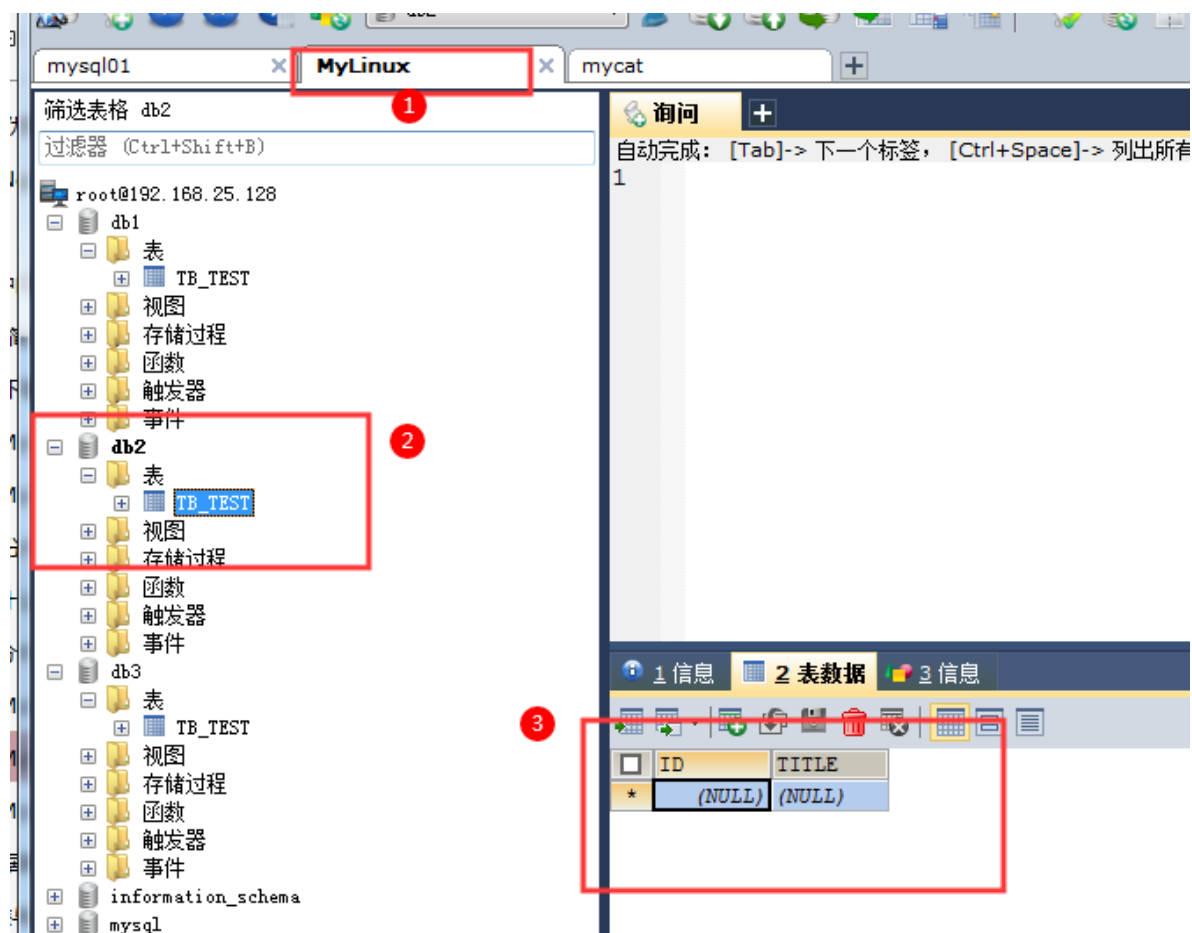 db2
mysql01
MyLinux
mycat
1
筛选表格 db2
过滤器 (Ctrl+Shift+B)
root@192.168.25.128
db1
表
TB_TEST
视图
存储过程
函数
触发器
事件
db2
2
表
TB_TEST
视图
存储过程
函数
触发器
事件
db3
表
TB_TEST
视图
存储过程
函数
触发器
事件
information_schema
mysql
询问
自动完成: [Tab]-> 下一个标签, [Ctrl+Space]-> 列出所有
1
1 信息
2 表数据
3 信息
3
ID TITLE
* (NULL) (NULL)